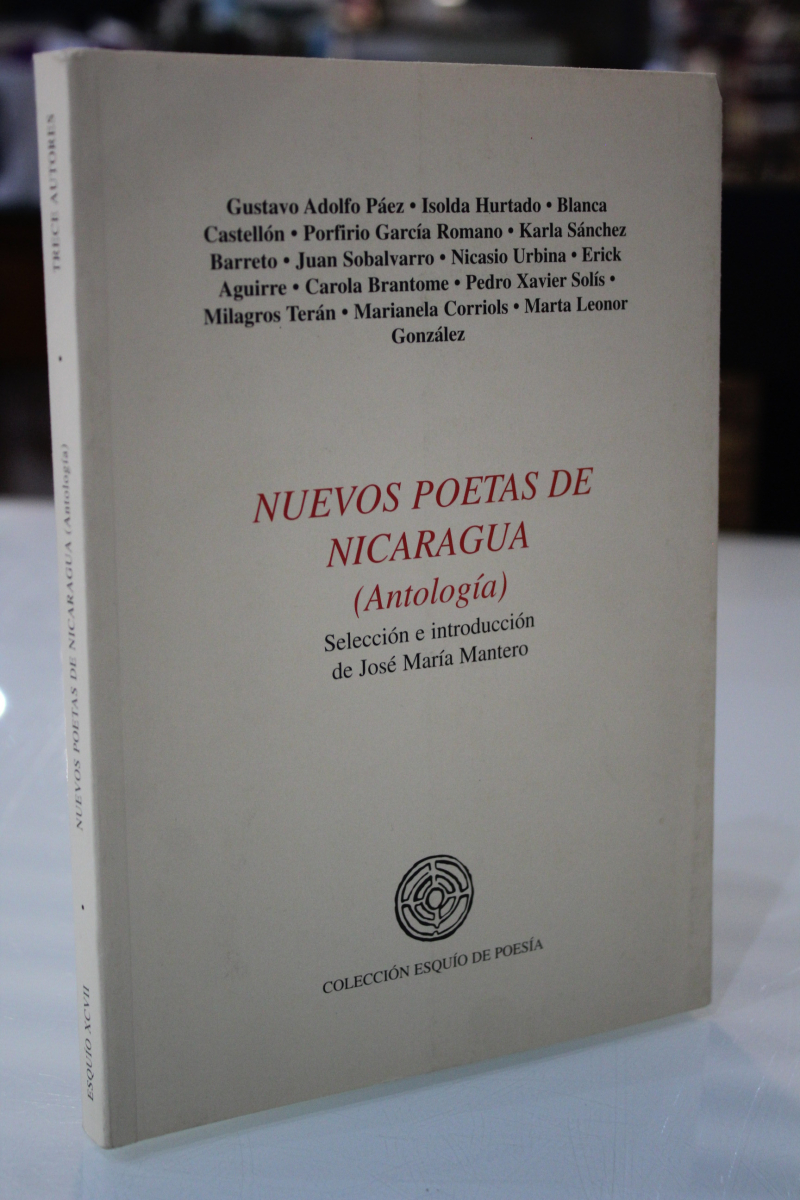 Gustavo Adolfo Páez • Isolda Hurtado • Blanca
Castellón • Porfirio García Romano • Karla Sánchez
Barreto • Juan Sobalvarro • Nicasio Urbina • Erick
Aguirre • Carola Brantome • Pedro Xavier Solís •
Milagros Terán • Marianela Corriols • Marta Leonor
González
NUEVOS POETAS DE
NICARAGUA
(Antología)
Selección e introducción
de José María Mantero
COLECCIÓN ESQUÍO DE POESÍA
ESQUÍO XCVII • NUEVOS POETAS DE NICARAGUA (Antología) • TRECE AUTORES